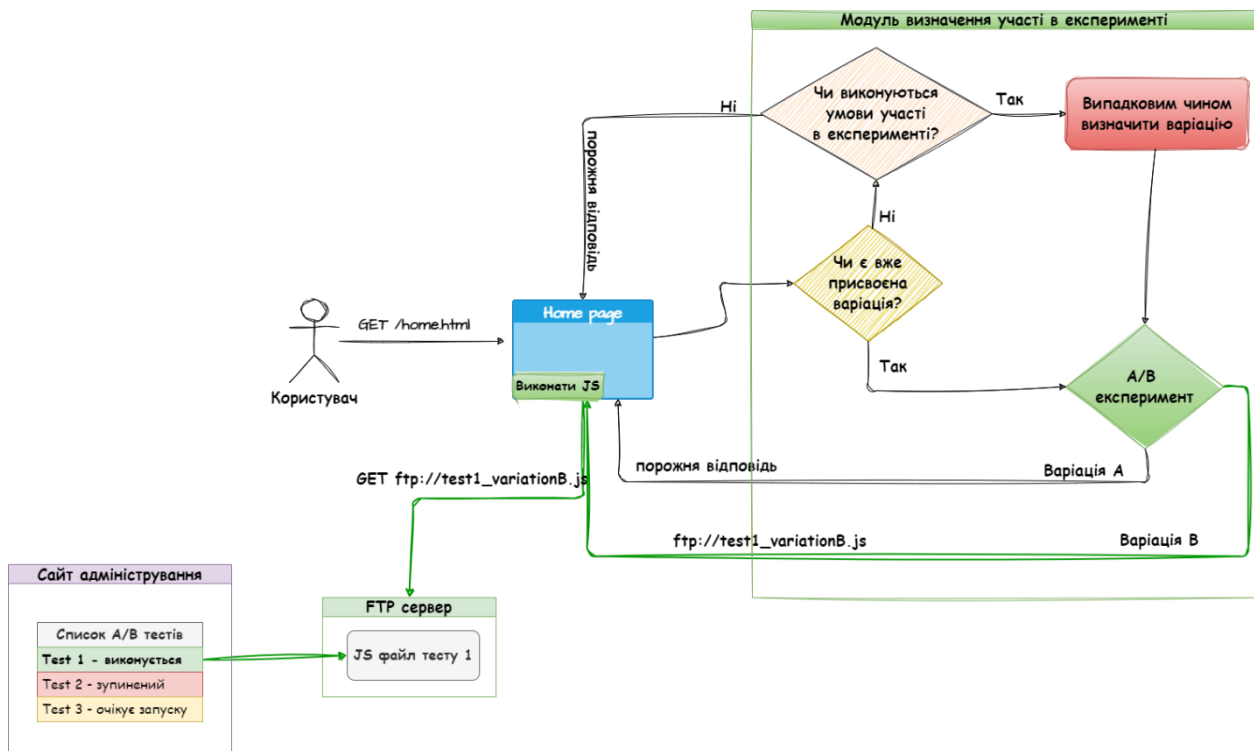 Модуль визначення участі в експерименті
Чи виконуються
умови участі
в експерименті?
Ні
Так
Випадковим чином
визначити варіацію
порожня відповідь
Ні
Чи є вже
присвоєна
варіація?
Так
A/B
експеримент
Home page
Виконати JS
GET /home.html
Користувач
порожня відповідь
Варіація A
GET ftp://test1_variationB.js
ftp://test1_variationB.js
Варіація B
Сайт адміністрування
Список A/B тестів
Test 1 - виконується
Test 2 - зупинений
Test 3 - очікує запуску
FTP сервер
JS файл тесту 1